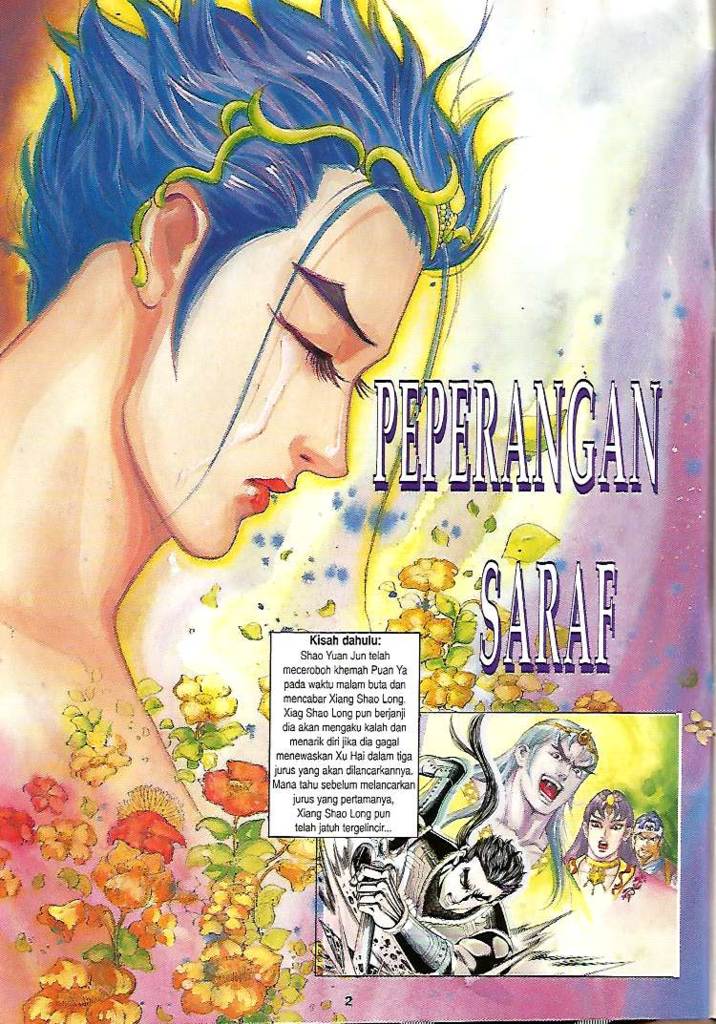 PEPERANGAN
SARAF
Kisah dahulu:
Shao Yuan Jun telah
meceroboh khemah Puan Ya
pada waktu malam buta dan
mencabar Xiang Shao Long.
Xiag Shao Long pun berjanji
dia akan mengaku kalah dan
menarik diri jika dia gagal
menewaskan Xu Hai dalam tiga
jurus yang akan dilancarkannya.
Mana tahu sebelum melancarkan
jurus yang pertamanya,
Xiang Shao Long pun
telah jatuh tergelincir...
2